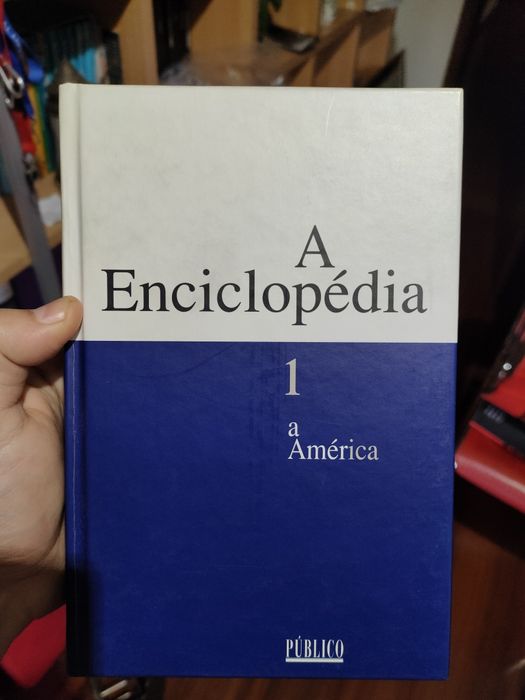 A
Enciclopédia
1
a
América
PÚBLICO